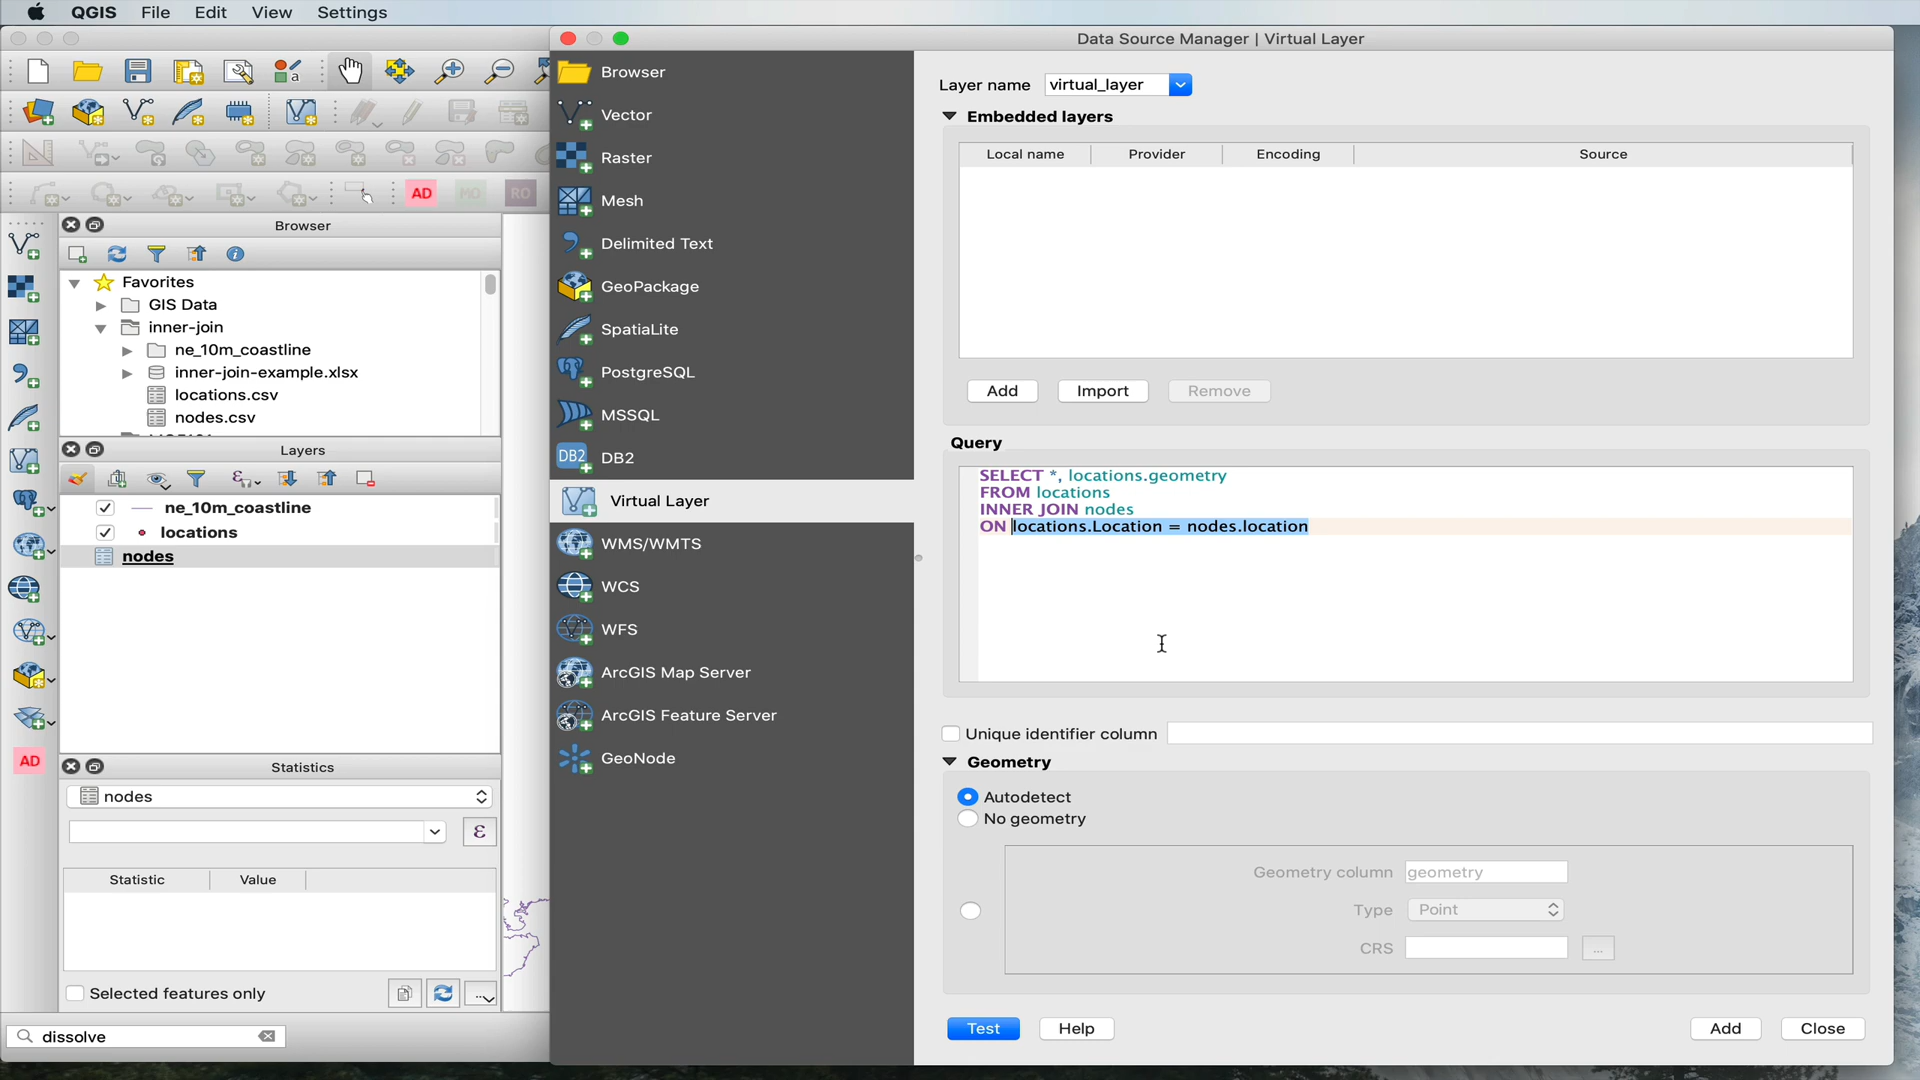 QGIS File Edit View Settings
Data Source Manager | Virtual Layer
AD MO RO
Browser
Favorites
GIS Data
inner-join
ne_10m_coastline
inner-join-example.xlsx
locations.csv
nodes.csv
Layers
ne_10m_coastline
locations
nodes
AD
Statistics
nodes
ε
Statistic Value
Selected features only
...
dissolve
Browser
Vector
Raster
Mesh
Delimited Text
GeoPackage
SpatiaLite
PostgreSQL
MSSQL
DB2 DB2
Virtual Layer
WMS/WMTS
WCS
WFS
ArcGIS Map Server
ArcGIS Feature Server
GeoNode
Layer name virtual_layer
Embedded layers
Local name Provider Encoding Source
Add Import Remove
Query
SELECT *, locations.geometry
FROM locations
INNER JOIN nodes
ON locations.Location = nodes.location
Unique identifier column
Geometry
Autodetect
No geometry
Geometry column geometry
Type Point
CRS ...
Test Help Add Close